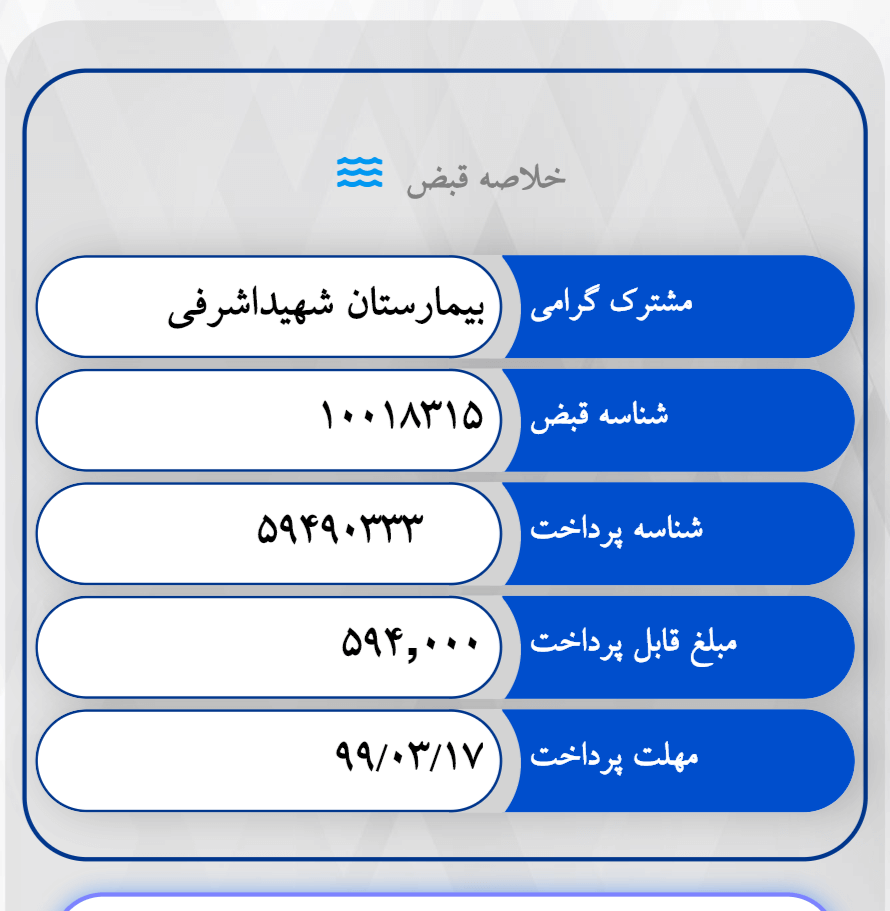 خلاصه قبض
مشترک گرامی بیمارستان شهیداشرفی
شناسه قبض ۱۰۰۱۸۳۱۵
شناسه پرداخت ۵۹۴۹۰۳۳۳
مبلغ قابل پرداخت ۵۹۴,۰۰۰
مهلت پرداخت ۹۹/۰۳/۱۷